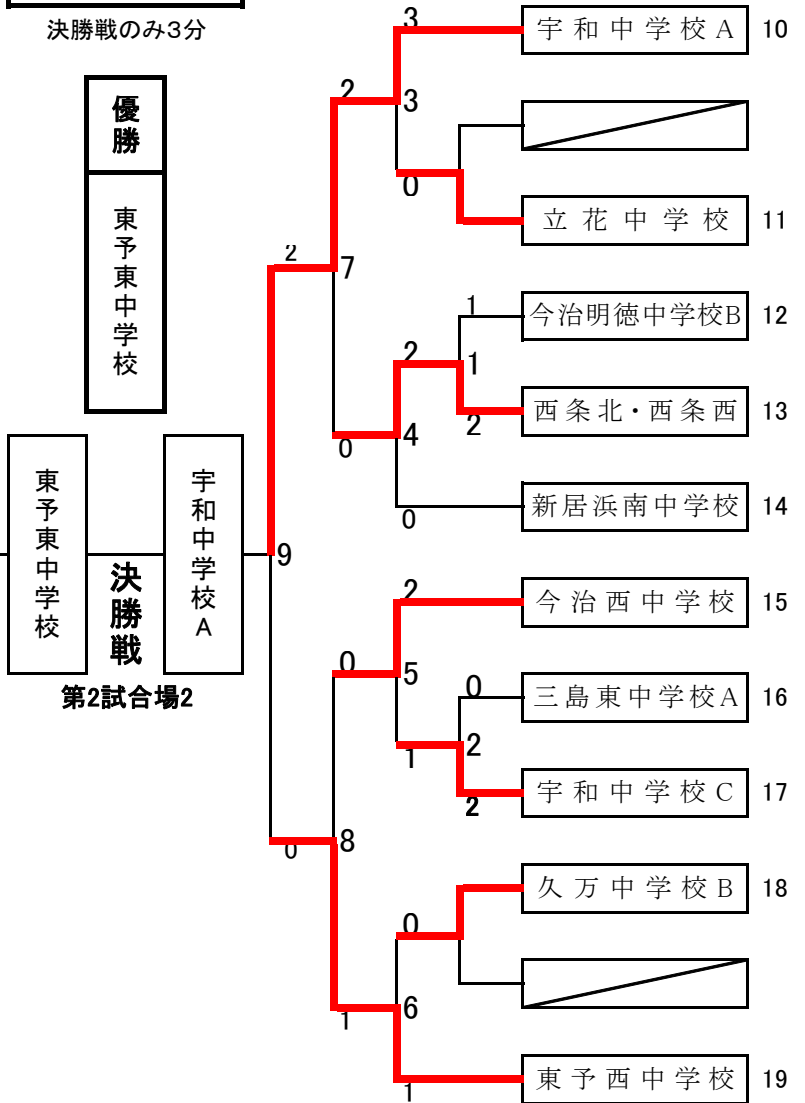 決勝戦のみ3分
優勝
東予東中学校
東予東中学校
決勝戦
宇和中学校A
第2試合場2
3
宇和中学校A 10
2
3
0
立花中学校 11
2
7
1
今治明徳中学校B 12
2
1
西条北・西条西 13
2
0
4
新居浜南中学校 14
0
9
2
今治西中学校 15
0
5
0
三島東中学校A 16
1
2
宇和中学校C 17
2
0
8
久万中学校B 18
0
6
1
東予西中学校 19
1